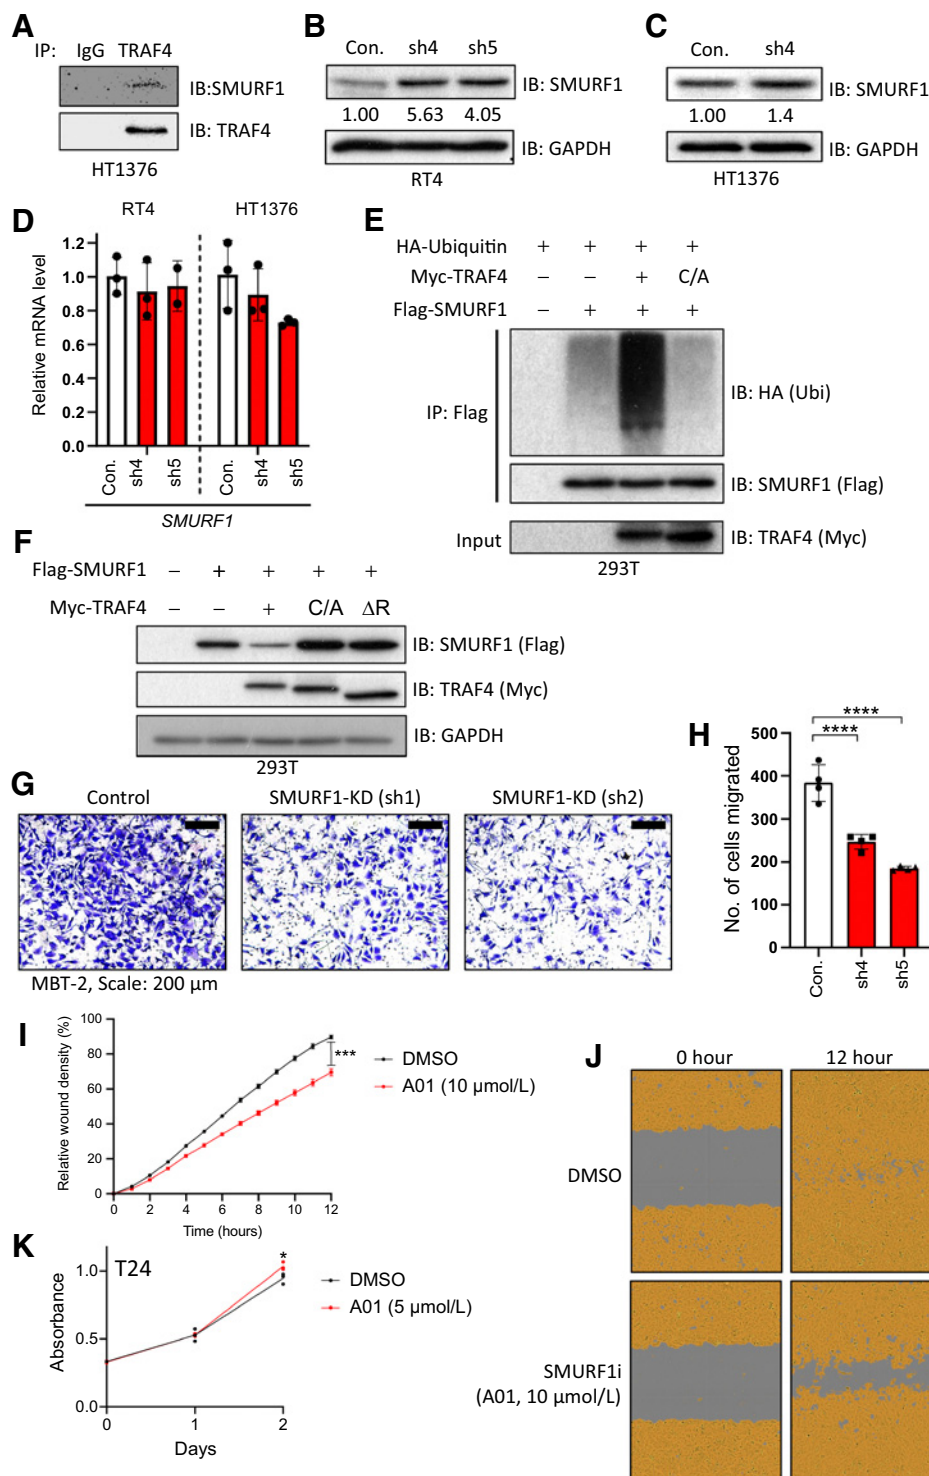 A
IP: IgG TRAF4
IB:SMURF1
IB: TRAF4
HT1376
B
Con. sh4 sh5
IB: SMURF1
1.00 5.63 4.05
IB: GAPDH
RT4
C
Con. sh4
IB: SMURF1
1.00 1.4
IB: GAPDH
HT1376
D
RT4 HT1376
Relative mRNA level
1.2
1.0
0.8
0.6
0.4
0.2
0.0
Con. sh4 sh5 Con. sh4 sh5
SMURF1
E
HA-Ubiquitin + + + +
Myc-TRAF4 − − + C/A
Flag-SMURF1 − + + +
IP: Flag
IB: HA (Ubi)
IB: SMURF1 (Flag)
Input
IB: TRAF4 (Myc)
293T
F
Flag-SMURF1 − + + + +
Myc-TRAF4 − − + C/A ΔR
IB: SMURF1 (Flag)
IB: TRAF4 (Myc)
IB: GAPDH
293T
G
Control SMURF1-KD (sh1) SMURF1-KD (sh2)
MBT-2, Scale: 200 µm
H
No. of cells migrated
500
400
300
200
100
0
****
****
Con. sh4 sh5
I
Relative wound density (%)
100
80
60
40
20
0
0 2 4 6 8 10 12
Time (hours)
***
DMSO
A01 (10 µmol/L)
J
0 hour 12 hour
DMSO
SMURF1i
(A01, 10 µmol/L)
K
T24
Absorbance
1.0
0.5
0.0
0 1 2
Days
*
DMSO
A01 (5 µmol/L)